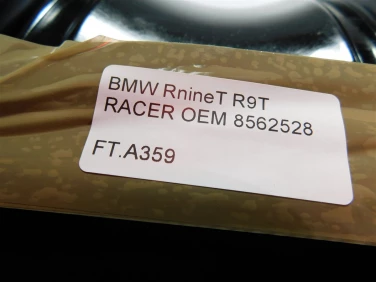 BMW RnineT R9T
RACER OEM 8562528
FT.A359